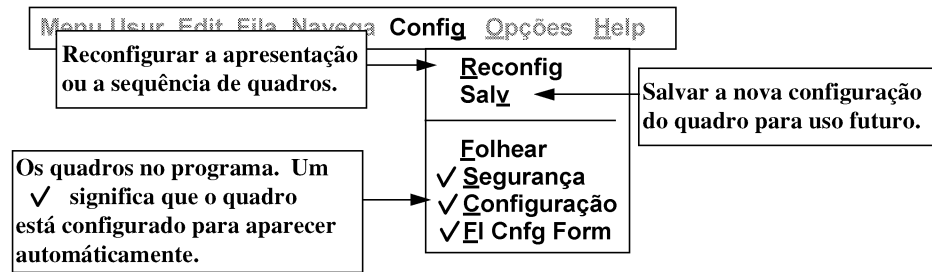 Menu Usur Edit Fila Navega Config Opções Help
Reconfigurar a apresentação
ou a sequência de quadros.
Reconfig
Salv
Salvar a nova configuração
do quadro para uso futuro.
Os quadros no programa. Um
✓ significa que o quadro
está configurado para aparecer
automáticamente.
Folhear
✓ Segurança
✓ Configuração
✓ Fl Cnfg Form